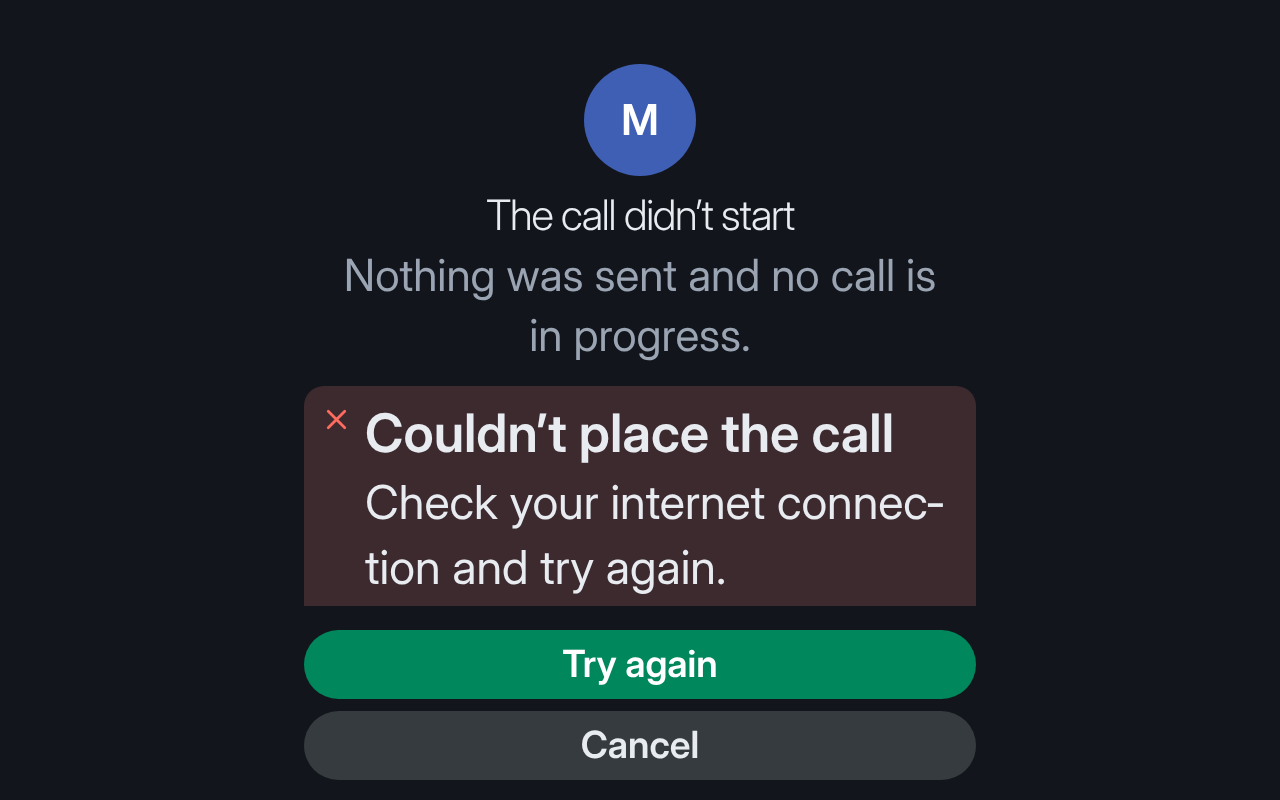 M
The call didn’t start
Nothing was sent and no call is
in progress.
Couldn’t place the call
Check your internet connec-
tion and try again.
Try again
Cancel